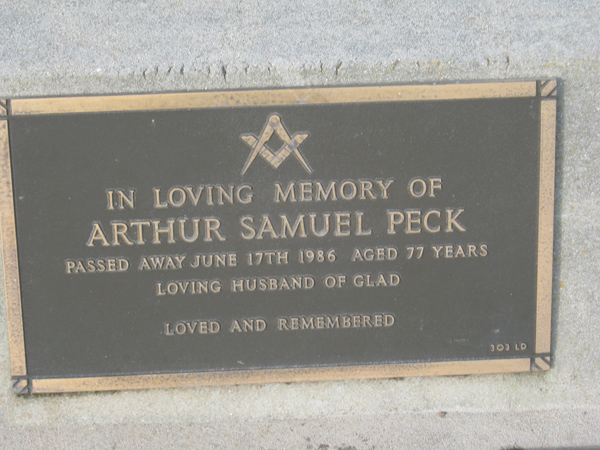 IN LOVING MEMORY OF
ARTHUR SAMUEL PECK
PASSED AWAY JUNE 17TH 1986 AGED 77 YEARS
LOVING HUSBAND OF GLAD
LOVED AND REMEMBERED
303 LD